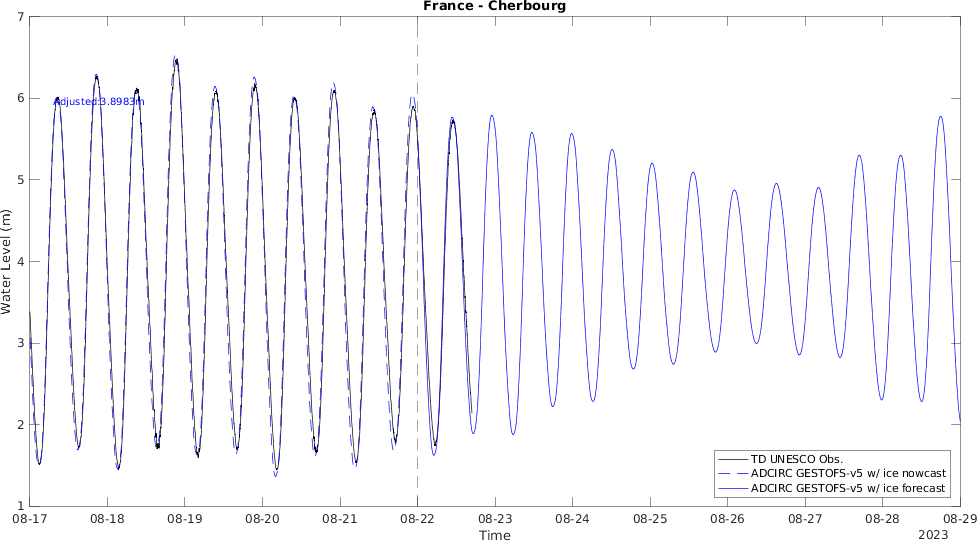 France - Cherbourg
7
6
5
4
3
2
1
Water Level (m)
Adjusted:3.8983m
TD UNESCO Obs.
ADCIRC GESTOFS-v5 w/ ice nowcast
ADCIRC GESTOFS-v5 w/ ice forecast
08-17 08-18 08-19 08-20 08-21 08-22 08-23 08-24 08-25 08-26 08-27 08-28 08-29
Time
2023